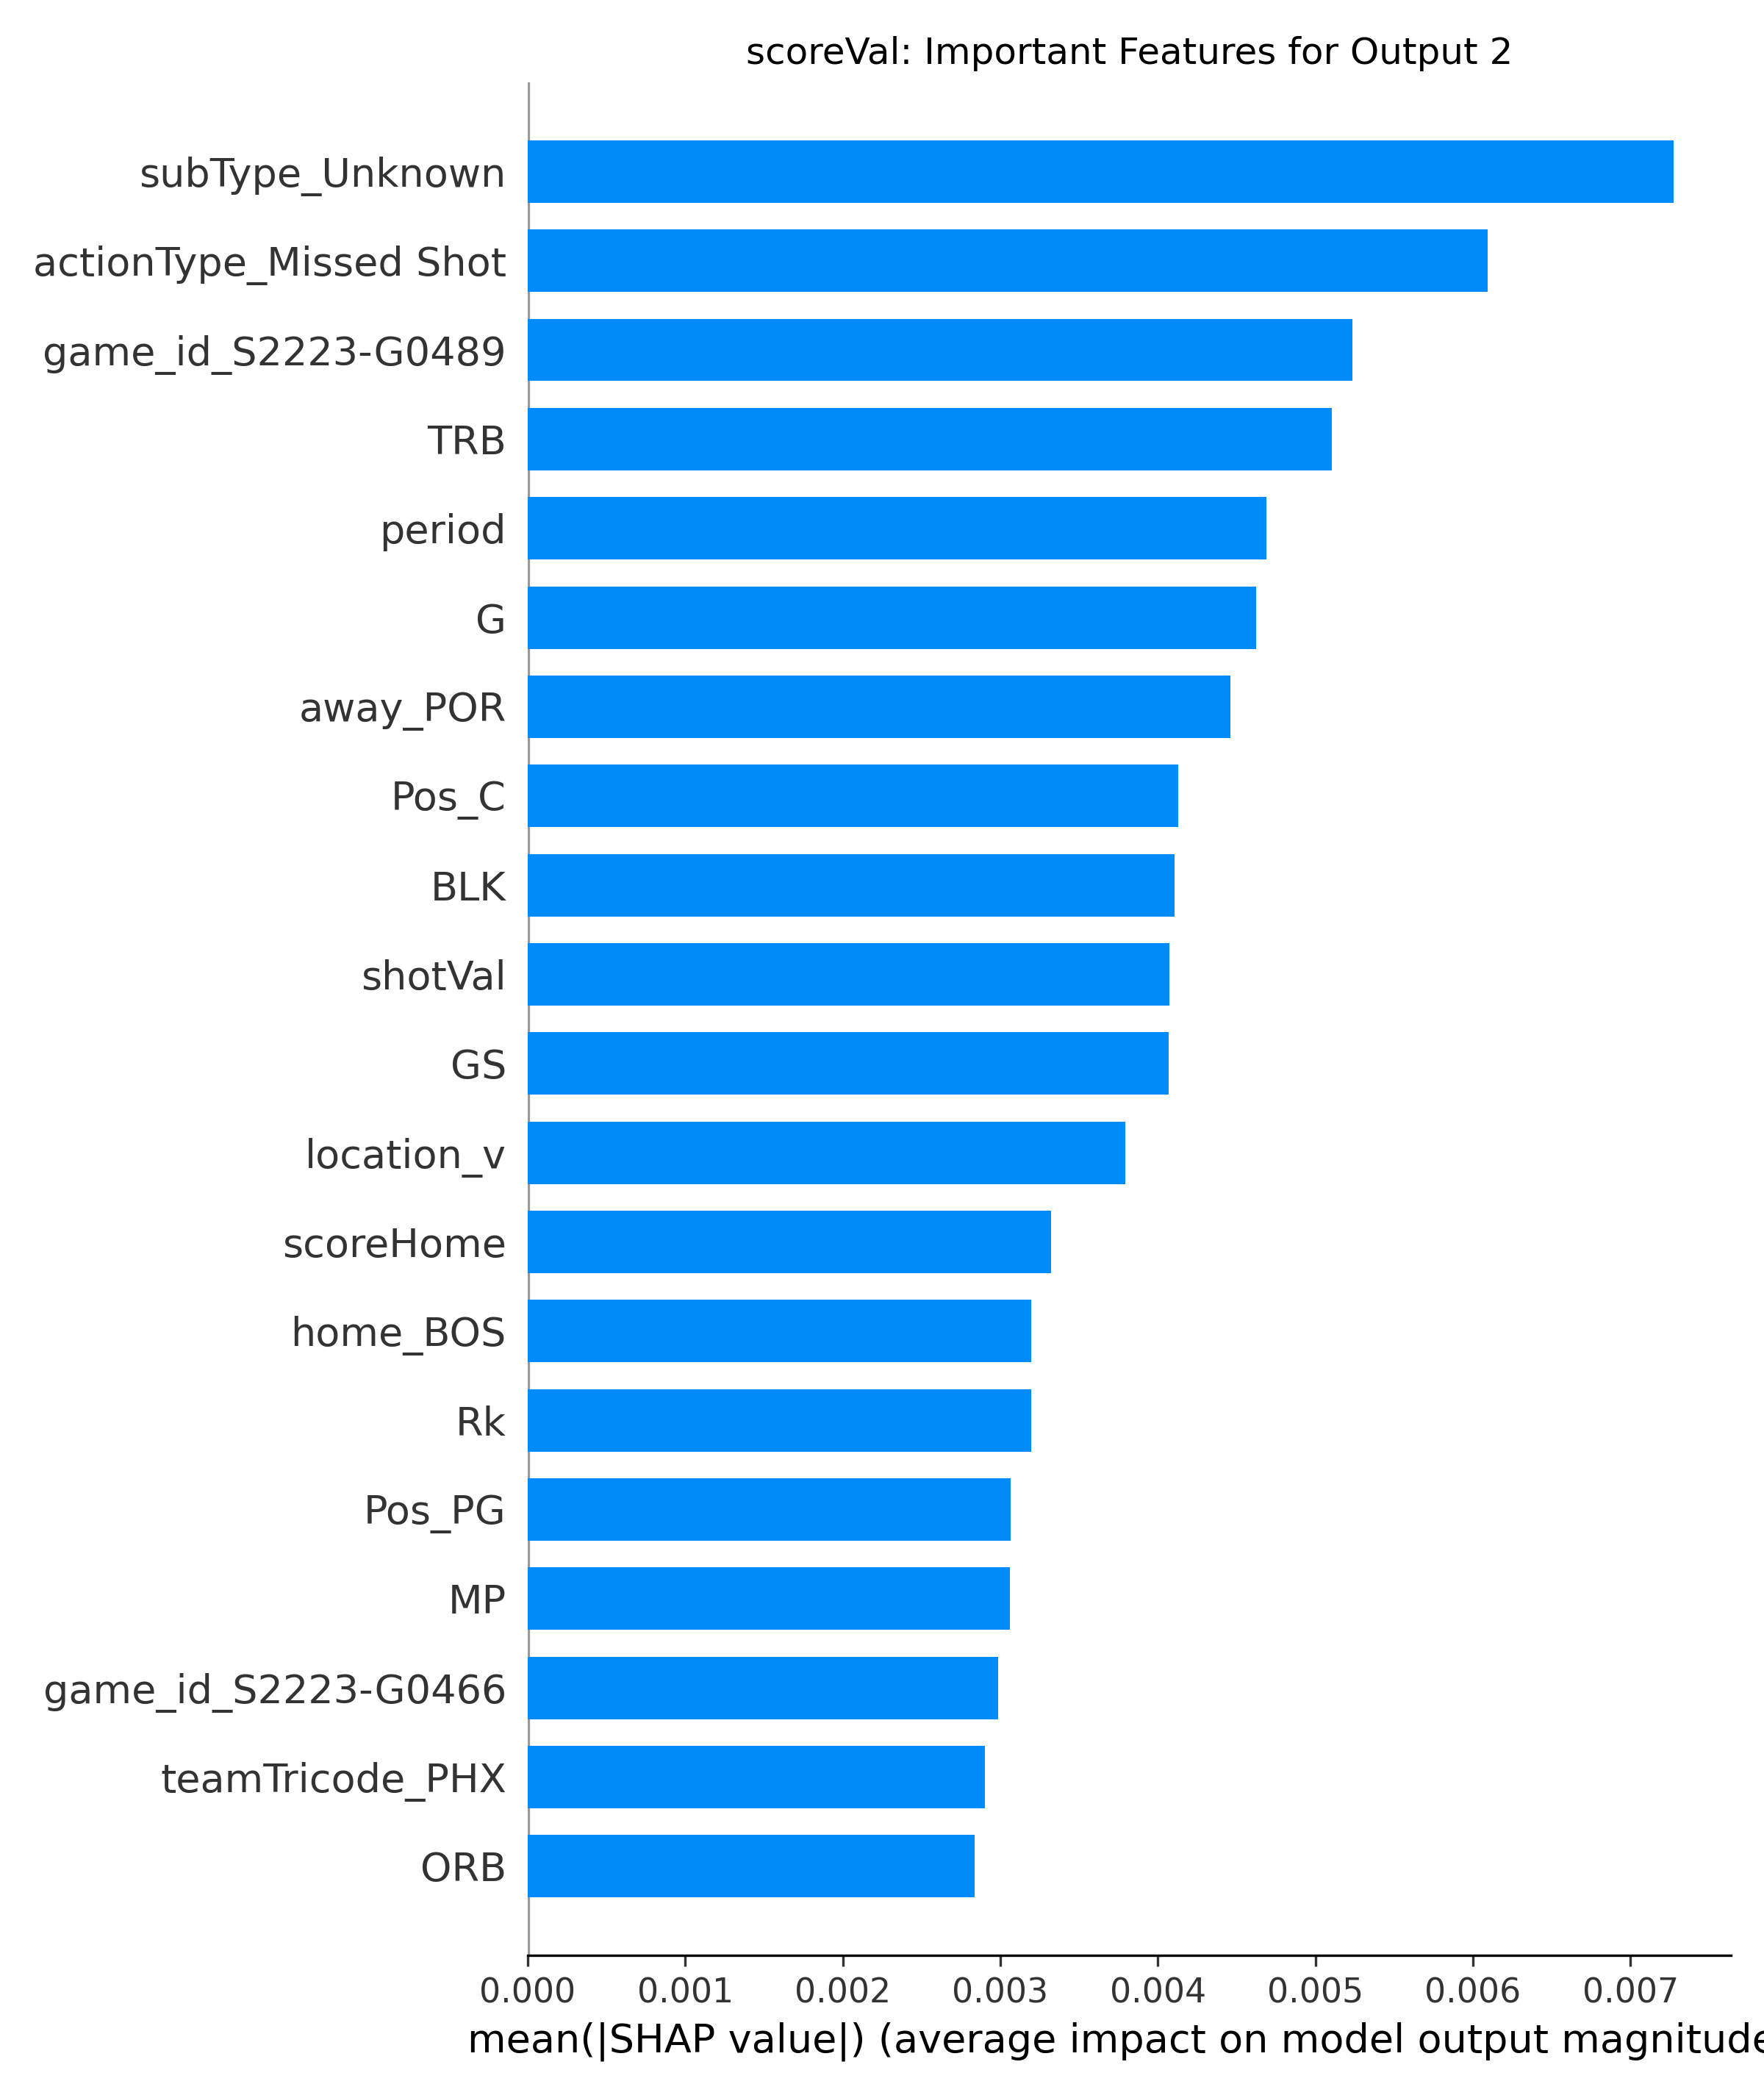 scoreVal: Important Features for Output 2
subType_Unknown
actionType_Missed Shot
game_id_S2223-G0489
TRB
period
G
away_POR
Pos_C
BLK
shotVal
GS
location_v
scoreHome
home_BOS
Rk
Pos_PG
MP
game_id_S2223-G0466
teamTricode_PHX
ORB
0.000 0.001 0.002 0.003 0.004 0.005 0.006 0.007
mean(|SHAP value|) (average impact on model output magnitude